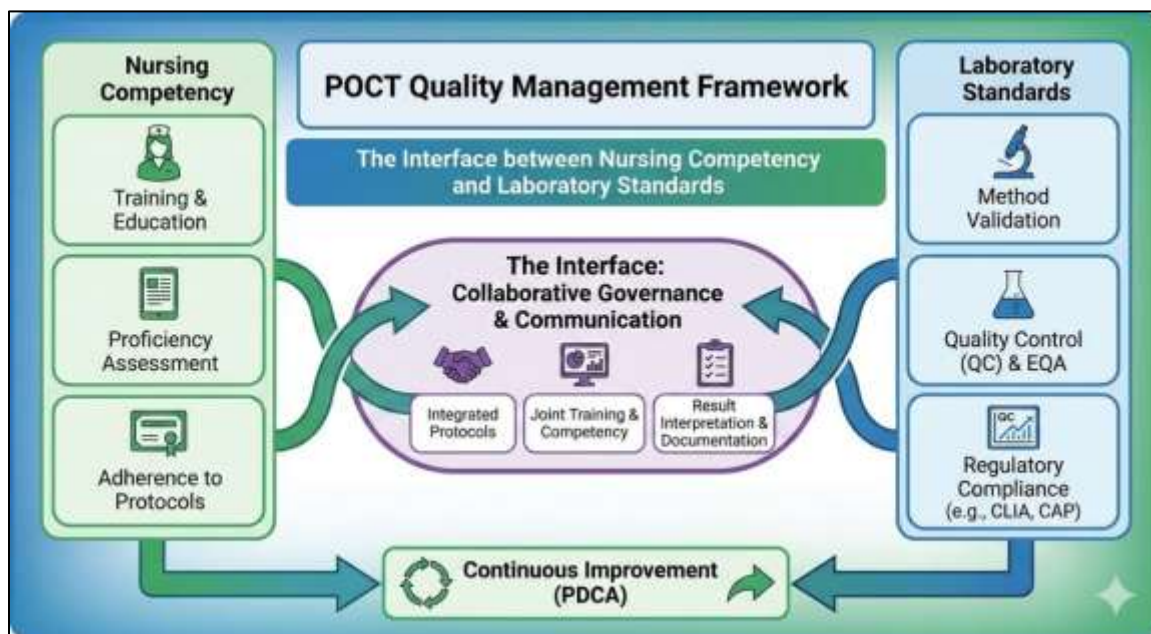 Nursing
Competency
Training &
Education
Proficiency
Assessment
Adherence to
Protocols
POCT Quality Management Framework
The Interface between Nursing Competency
and Laboratory Standards
The Interface:
Collaborative Governance
& Communication
Integrated
Protocols
Joint Training &
Competency
Result
Interpretation &
Documentation
Laboratory
Standards
Method
Validation
Quality Control
(QC) & EQA
QC
Regulatory
Compliance
(e.g., CLIA, CAP)
Continuous Improvement
(PDCA)